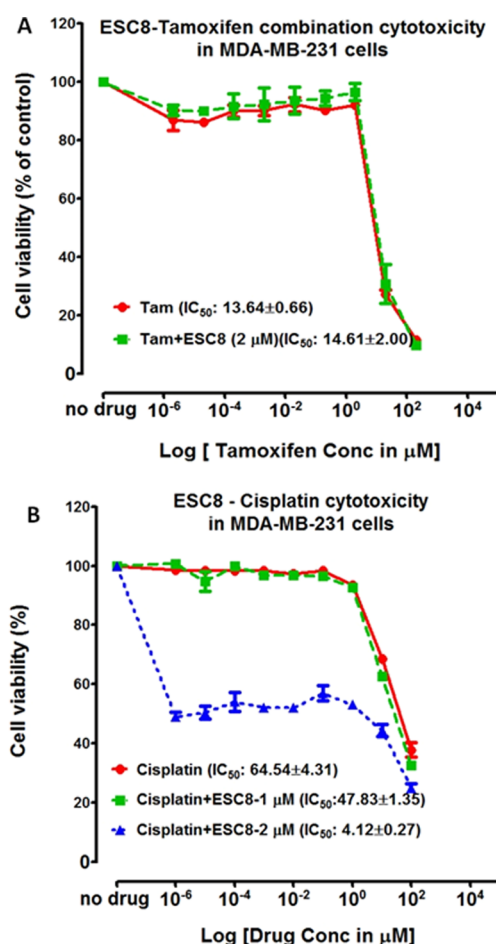 A
ESC8-Tamoxifen combination cytotoxicity
in MDA-MB-231 cells
Cell viability (% of control)
120
100
80
60
40
20
0
Tam (IC50: 13.64±0.66)
Tam+ESC8 (2 μM)(IC50: 14.61±2.00)
no drug 10-6 10-4 10-2 100 102 104
Log [ Tamoxifen Conc in μM]
B
ESC8 - Cisplatin cytotoxicity
in MDA-MB-231 cells
Cell viability (%)
120
100
80
60
40
20
0
Cisplatin (IC50: 64.54±4.31)
Cisplatin+ESC8-1 μM (IC50:47.83±1.35)
Cisplatin+ESC8-2 μM (IC50: 4.12±0.27)
no drug 10-6 10-4 10-2 100 102 104
Log [Drug Conc in μM]